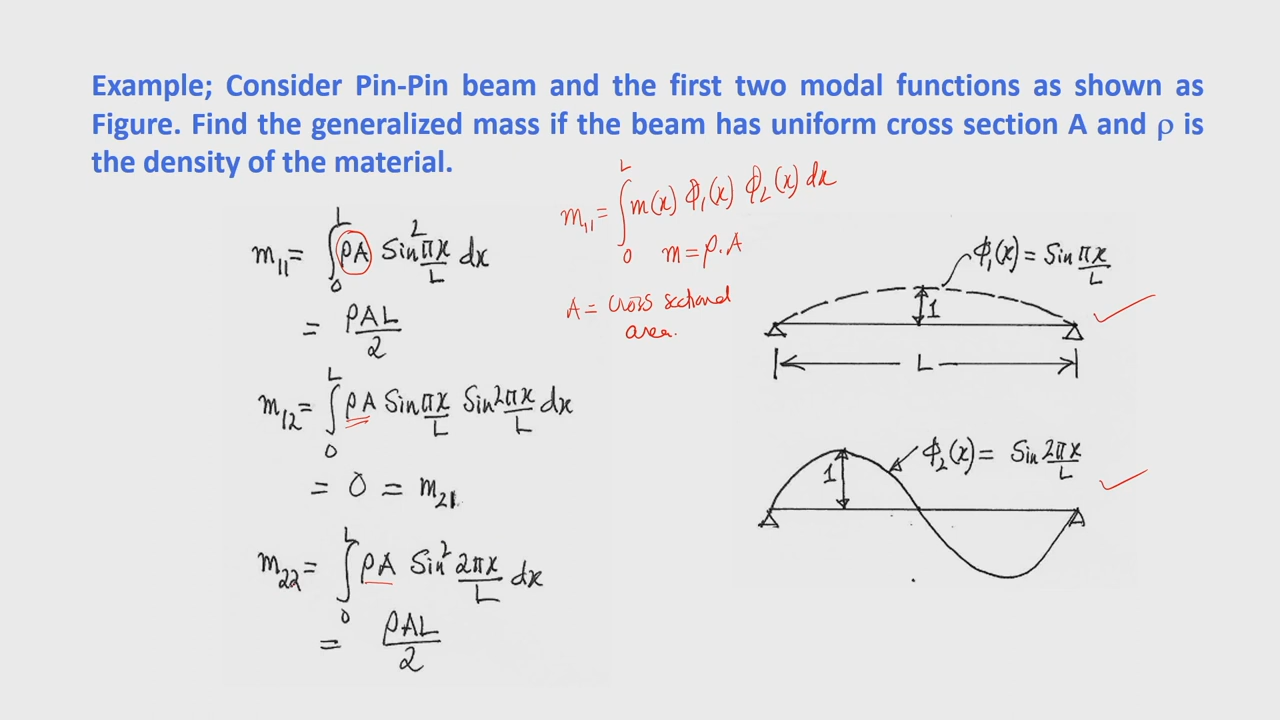 Example; Consider Pin-Pin beam and the first two modal functions as shown as
Figure. Find the generalized mass if the beam has uniform cross section A and ρ is
the density of the material.
m₁₁ = ∫₀ᴸ ρA Sin² πx/L dx
= ρAL/2
m₁₂ = ∫₀ᴸ ρA Sin πx/L Sin 2πx/L dx
= 0 = m₂₁
m₂₂ = ∫₀ᴸ ρA Sin² 2πx/L dx
= ρAL/2
m₁₁ = ∫₀ᴸ m(x) ϕ₁(x) ϕ₂(x) dx
m = ρ.A
A = cross sectional
area.
ϕ₁(x) = Sin πx/L
1
L
ϕ₂(x) = Sin 2πx/L
1